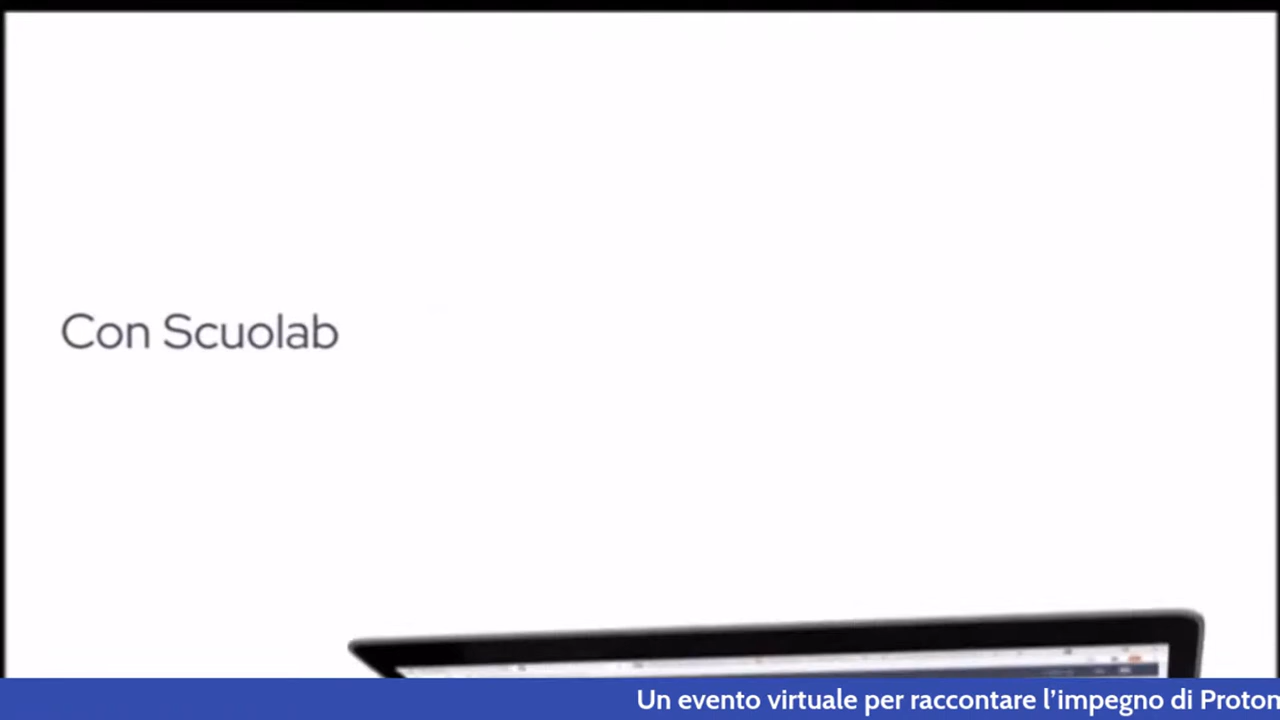 Con Scuolab
Un evento virtuale per raccontare l’impegno di Proton